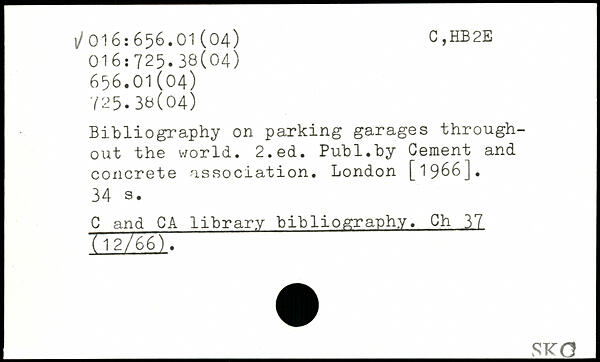 √016:656.01(04) C,HB2E
016:725.38(04)
656.01(04)
725.38(04)
Bibliography on parking garages through-
out the world. 2.ed. Publ.by Cement and
concrete association. London [1966].
34 s.
C and CA library bibliography. Ch 37
(12/66).
SKC